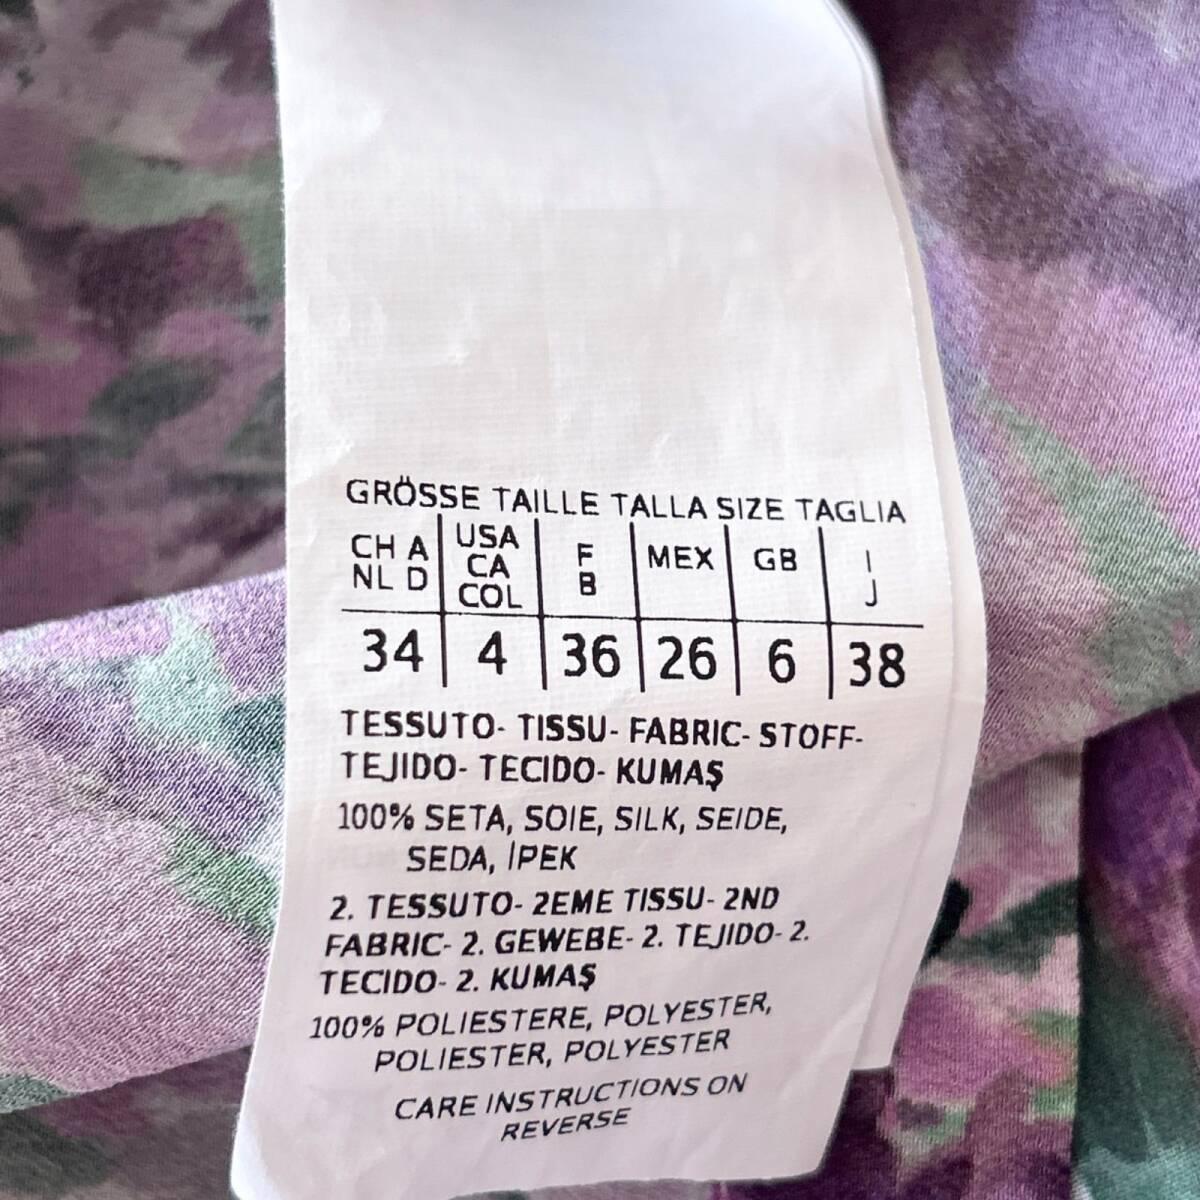 GRÖSSE TAILLE TALLA SIZE TAGLIA
CH A NL D | USA CA COL | F B | MEX | GB | I J
34 | 4 | 36 | 26 | 6 | 38
TESSUTO- TISSU- FABRIC- STOFF-
TEJIDO- TECIDO- KUMAŞ
100% SETA, SOIE, SILK, SEIDE,
SEDA, İPEK
2. TESSUTO- 2EME TISSU- 2ND
FABRIC- 2. GEWEBE- 2. TEJIDO- 2.
TECIDO- 2. KUMAŞ
100% POLIESTERE, POLYESTER,
POLIESTER, POLYESTER
CARE INSTRUCTIONS ON
REVERSE